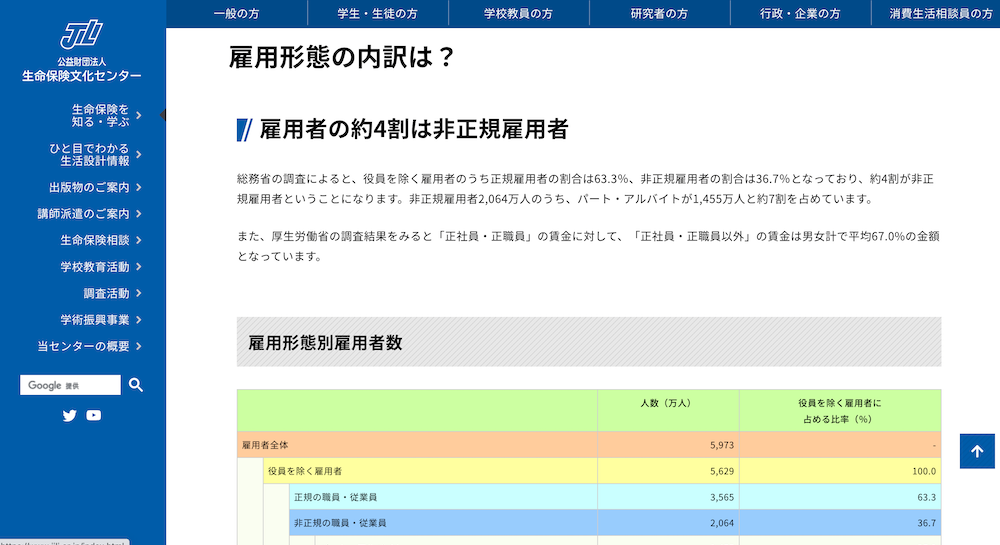 一般の方
学生・生徒の方
学校教員の方
研究者の方
行政・企業の方
消費生活相談員の方
JILI
公益財団法人
生命保険文化センター
生命保険を
知る・学ぶ
ひと目でわかる
生活設計情報
出版物のご案内
講師派遣のご案内
生命保険相談
学校教育活動
調査活動
学術振興事業
当センターの概要
Google 提供
雇用形態の内訳は？
雇用者の約4割は非正規雇用者
総務省の調査によると、役員を除く雇用者のうち正規雇用者の割合は63.3%、非正規雇用者の割合は36.7%となっており、約4割が非正
規雇用者ということになります。非正規雇用者2,064万人のうち、パート・アルバイトが1,455万人と約7割を占めています。
また、厚生労働省の調査結果をみると「正社員・正職員」の賃金に対して、「正社員・正職員以外」の賃金は男女計で平均67.0%の金額
となっています。
雇用形態別雇用者数
人数（万人）
役員を除く雇用者に
占める比率（%）
雇用者全体 5,973 -
役員を除く雇用者 5,629 100.0
正規の職員・従業員 3,565 63.3
非正規の職員・従業員 2,064 36.7